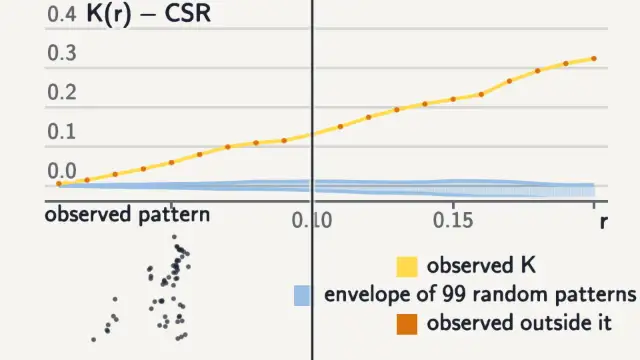 0.4 K(r) – CSR
0.3
0.2
0.1
0.0
observed pattern
0.10 0.15 r
observed K
envelope of 99 random patterns
observed outside it